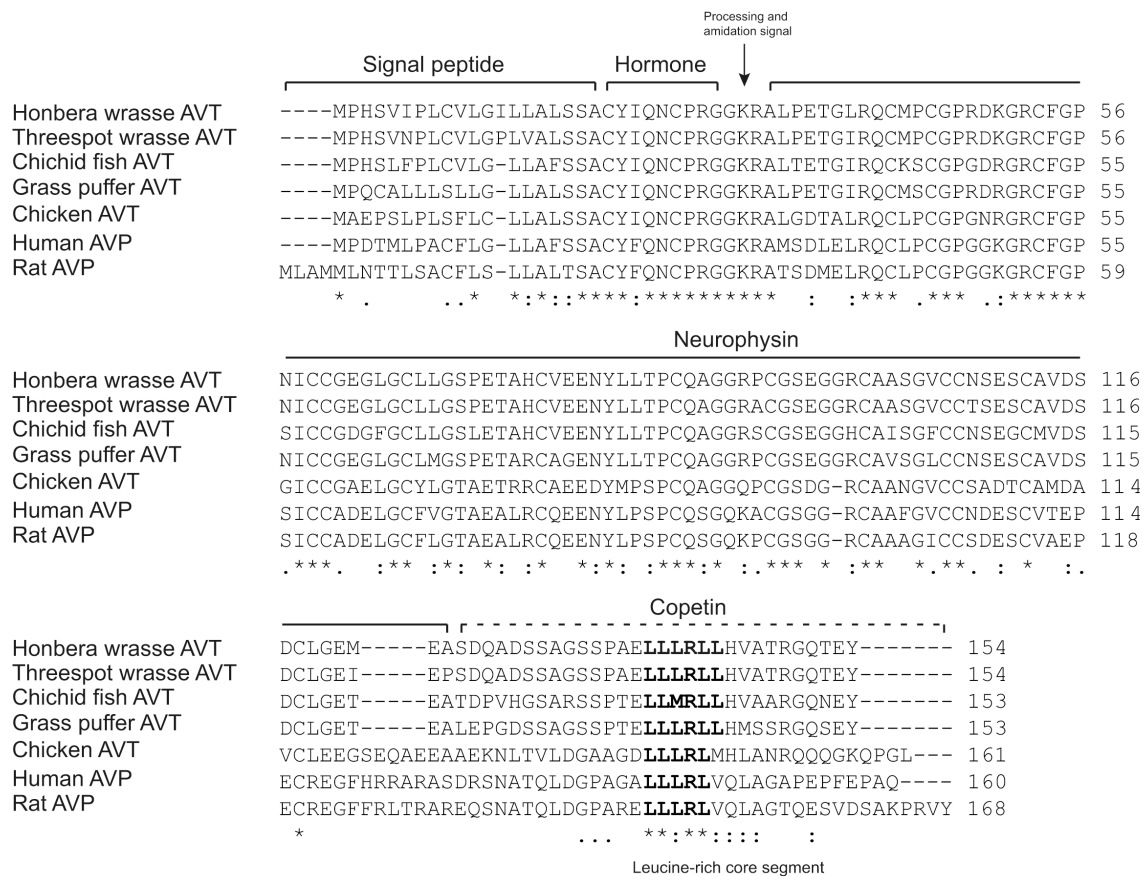 Processing and
amidation signal
Signal peptide Hormone
Honbera wrasse AVT ----MPHSVIPLCVLGILLALSSACYIQNCPRGGKRALPETGLRQCMPCGPRDKGRCFGP 56
Threespot wrasse AVT ----MPHSVNPLCVLGPLVALSSACYIQNCPRGGKRALPETGLRQCMPCGPRDKGRCFGP 56
Chichid fish AVT ----MPHSLFPLCVLG-LLAFSSACYIQNCPRGGKRALTETGIRQCKSCGPGDRGRCFGP 55
Grass puffer AVT ----MPQCALLLSLLG-LLALSSACYIQNCPRGGKRALPETGIRQCMSCGPRDRGRCFGP 55
Chicken AVT ----MAEPSLPLSFLC-LLALSSACYIQNCPRGGKRALGDTALRQCLPCGPGNRGRCFGP 55
Human AVP ----MPDTMLPACFLG-LLAFSSACYFQNCPRGGKRAMSDLELRQCLPCGPGGKGRCFGP 55
Rat AVP MLAMMLNTTLSACFLS-LLALTSACYFQNCPRGGKRATSDMELRQCLPCGPGGKGRCFGP 59
* . ..* *:*::***:********** : :*** .*** .:******
Neurophysin
Honbera wrasse AVT NICCGEGLGCLLGSPETAHCVEENYLLTPCQAGGRPCGSEGGRCAASGVCCNSESCAVDS 116
Threespot wrasse AVT NICCGEGLGCLLGSPETAHCVEENYLLTPCQAGGRACGSEGGRCAASGVCCTSESCAVDS 116
Chichid fish AVT SICCGDGFGCLLGSLETAHCVEENYLLTPCQAGGRSCGSEGGHCAISGFCCNSEGCMVDS 115
Grass puffer AVT NICCGEGLGCLMGSPETARCAGENYLLTPCQAGGRPCGSEGGRCAVSGLCCNSESCAVDS 115
Chicken AVT GICCGAELGCYLGTAETRRCAEEDYMPSPCQAGGQPCGSDG-RCAANGVCCSADTCAMDA 114
Human AVP SICCADELGCFVGTAEALRCQEENYLPSPCQSGQKACGSGG-RCAAFGVCCNDESCVTEP 114
Rat AVP SICCADELGCFLGTAEALRCQEENYLPSPCQSGQKPCGSGG-RCAAAGICCSDESCVAEP 118
.***. :** :*: *: :* *:*: :***:* : *** * :** *.**. : * :.
Copetin
Honbera wrasse AVT DCLGEM-----EASDQADSSAGSSPAELLLRLLHVATRGQTEY------- 154
Threespot wrasse AVT DCLGEI-----EPSDQADSSAGSSPAELLLRLLHVATRGQTEY------- 154
Chichid fish AVT DCLGET-----EATDPVHGSARSSPTELLMRLLHVAARGQNEY------- 153
Grass puffer AVT DCLGET-----EALEPGDSSAGSSPTELLLRLLHMSSRGQSEY------- 153
Chicken AVT VCLEEGSEQAEEAAEKNLTVLDGAAGDLLLRLMHLANRQQQGKQPGL--- 161
Human AVP ECREGFHRRARASDRSNATQLDGPAGALLLRLVQLAGAPEPFEPAQ---- 160
Rat AVP ECREGFFRLTRAREQSNATQLDGPARELLLRLVQLAGTQESVDSAKPRVY 168
* ... **:**:::: :
Leucine-rich core segment